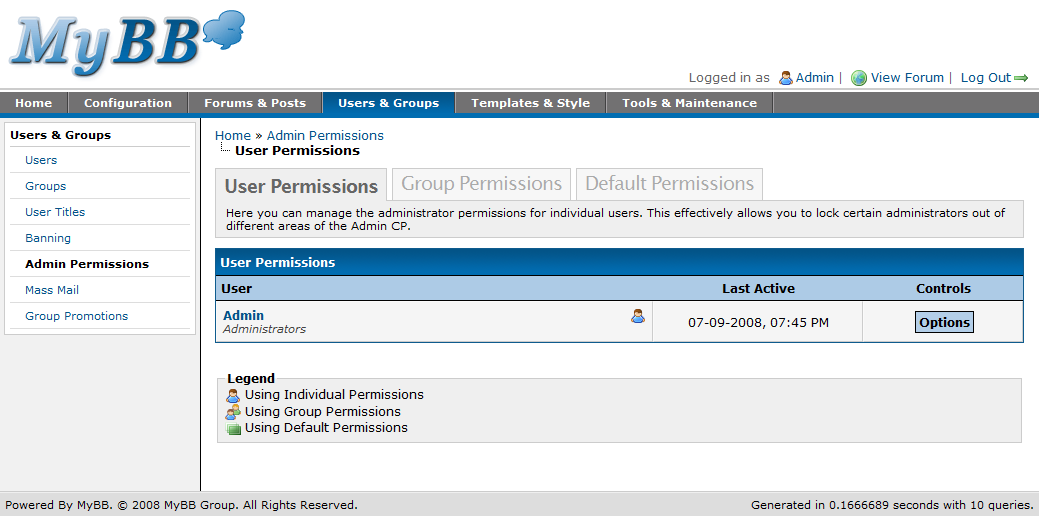 MyBB
Logged in as Admin | View Forum | Log Out
Home Configuration Forums & Posts Users & Groups Templates & Style Tools & Maintenance
Users & Groups
Users
Groups
User Titles
Banning
Admin Permissions
Mass Mail
Group Promotions
Home » Admin Permissions
User Permissions
User Permissions Group Permissions Default Permissions
Here you can manage the administrator permissions for individual users. This effectively allows you to lock certain administrators out of
different areas of the Admin CP.
User Permissions
User Last Active Controls
Admin
Administrators
07-09-2008, 07:45 PM
Options
Legend
Using Individual Permissions
Using Group Permissions
Using Default Permissions
Powered By MyBB. © 2008 MyBB Group. All Rights Reserved.
Generated in 0.1666689 seconds with 10 queries.